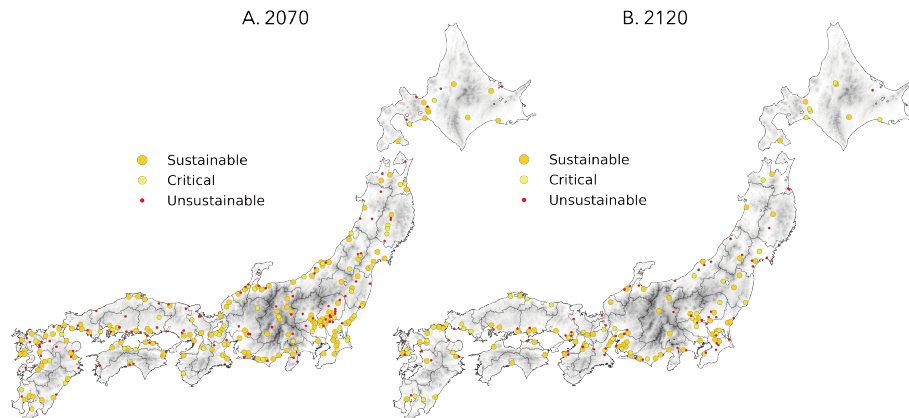 A. 2070
B. 2120
Sustainable
Critical
Unsustainable
Sustainable
Critical
Unsustainable